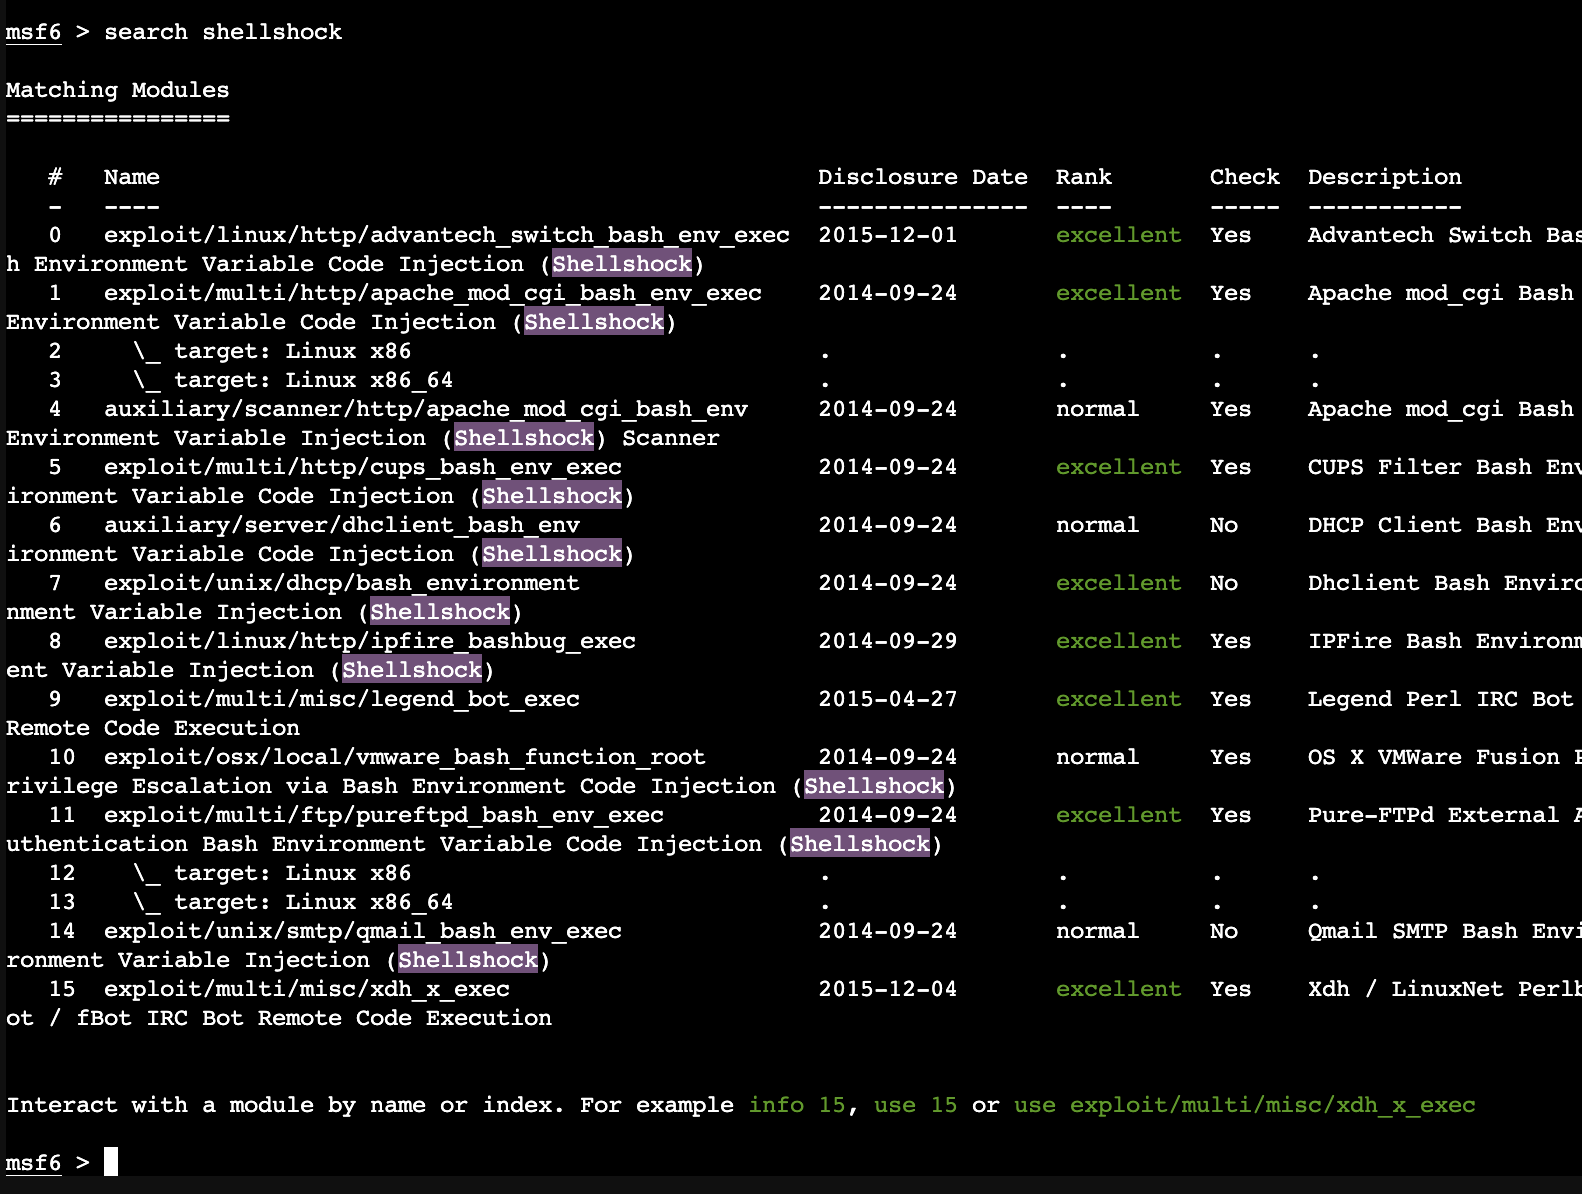 msf6 > search shellshock
Matching Modules
================
# Name Disclosure Date Rank Check Description
- ---- --------------- ---- ----- -----------
0 exploit/linux/http/advantech_switch_bash_env_exec 2015-12-01 excellent Yes Advantech Switch Bas
h Environment Variable Code Injection (Shellshock)
1 exploit/multi/http/apache_mod_cgi_bash_env_exec 2014-09-24 excellent Yes Apache mod_cgi Bash
Environment Variable Code Injection (Shellshock)
2 \_ target: Linux x86 . . . .
3 \_ target: Linux x86_64 . . . .
4 auxiliary/scanner/http/apache_mod_cgi_bash_env 2014-09-24 normal Yes Apache mod_cgi Bash
Environment Variable Injection (Shellshock) Scanner
5 exploit/multi/http/cups_bash_env_exec 2014-09-24 excellent Yes CUPS Filter Bash Env
ironment Variable Code Injection (Shellshock)
6 auxiliary/server/dhclient_bash_env 2014-09-24 normal No DHCP Client Bash Env
ironment Variable Code Injection (Shellshock)
7 exploit/unix/dhcp/bash_environment 2014-09-24 excellent No Dhclient Bash Enviro
nment Variable Injection (Shellshock)
8 exploit/linux/http/ipfire_bashbug_exec 2014-09-29 excellent Yes IPFire Bash Environm
ent Variable Injection (Shellshock)
9 exploit/multi/misc/legend_bot_exec 2015-04-27 excellent Yes Legend Perl IRC Bot
Remote Code Execution
10 exploit/osx/local/vmware_bash_function_root 2014-09-24 normal Yes OS X VMWare Fusion P
rivilege Escalation via Bash Environment Code Injection (Shellshock)
11 exploit/multi/ftp/pureftpd_bash_env_exec 2014-09-24 excellent Yes Pure-FTPd External A
uthentication Bash Environment Variable Code Injection (Shellshock)
12 \_ target: Linux x86 . . . .
13 \_ target: Linux x86_64 . . . .
14 exploit/unix/smtp/qmail_bash_env_exec 2014-09-24 normal No Qmail SMTP Bash Envi
ronment Variable Injection (Shellshock)
15 exploit/multi/misc/xdh_x_exec 2015-12-04 excellent Yes Xdh / LinuxNet Perlb
ot / fBot IRC Bot Remote Code Execution
Interact with a module by name or index. For example info 15, use 15 or use exploit/multi/misc/xdh_x_exec
msf6 >